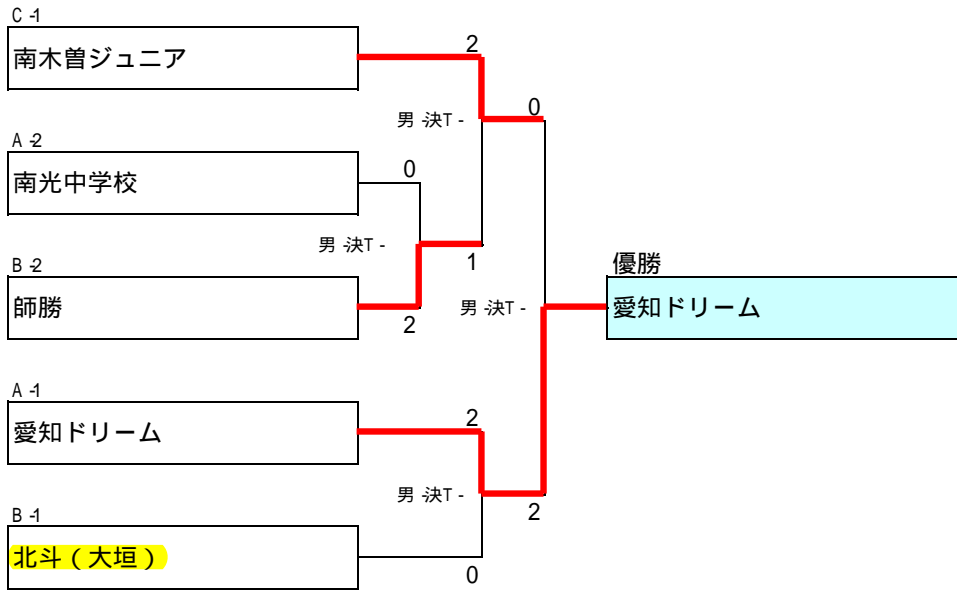 C -1
南木曽ジュニア
2
男 -決T -
0
A -2
南光中学校
0
男 -決T -
1
B -2
師勝
2
男 -決T -
優勝
愛知ドリーム
A -1
愛知ドリーム
2
男 -決T -
2
B -1
北斗（大垣）
0